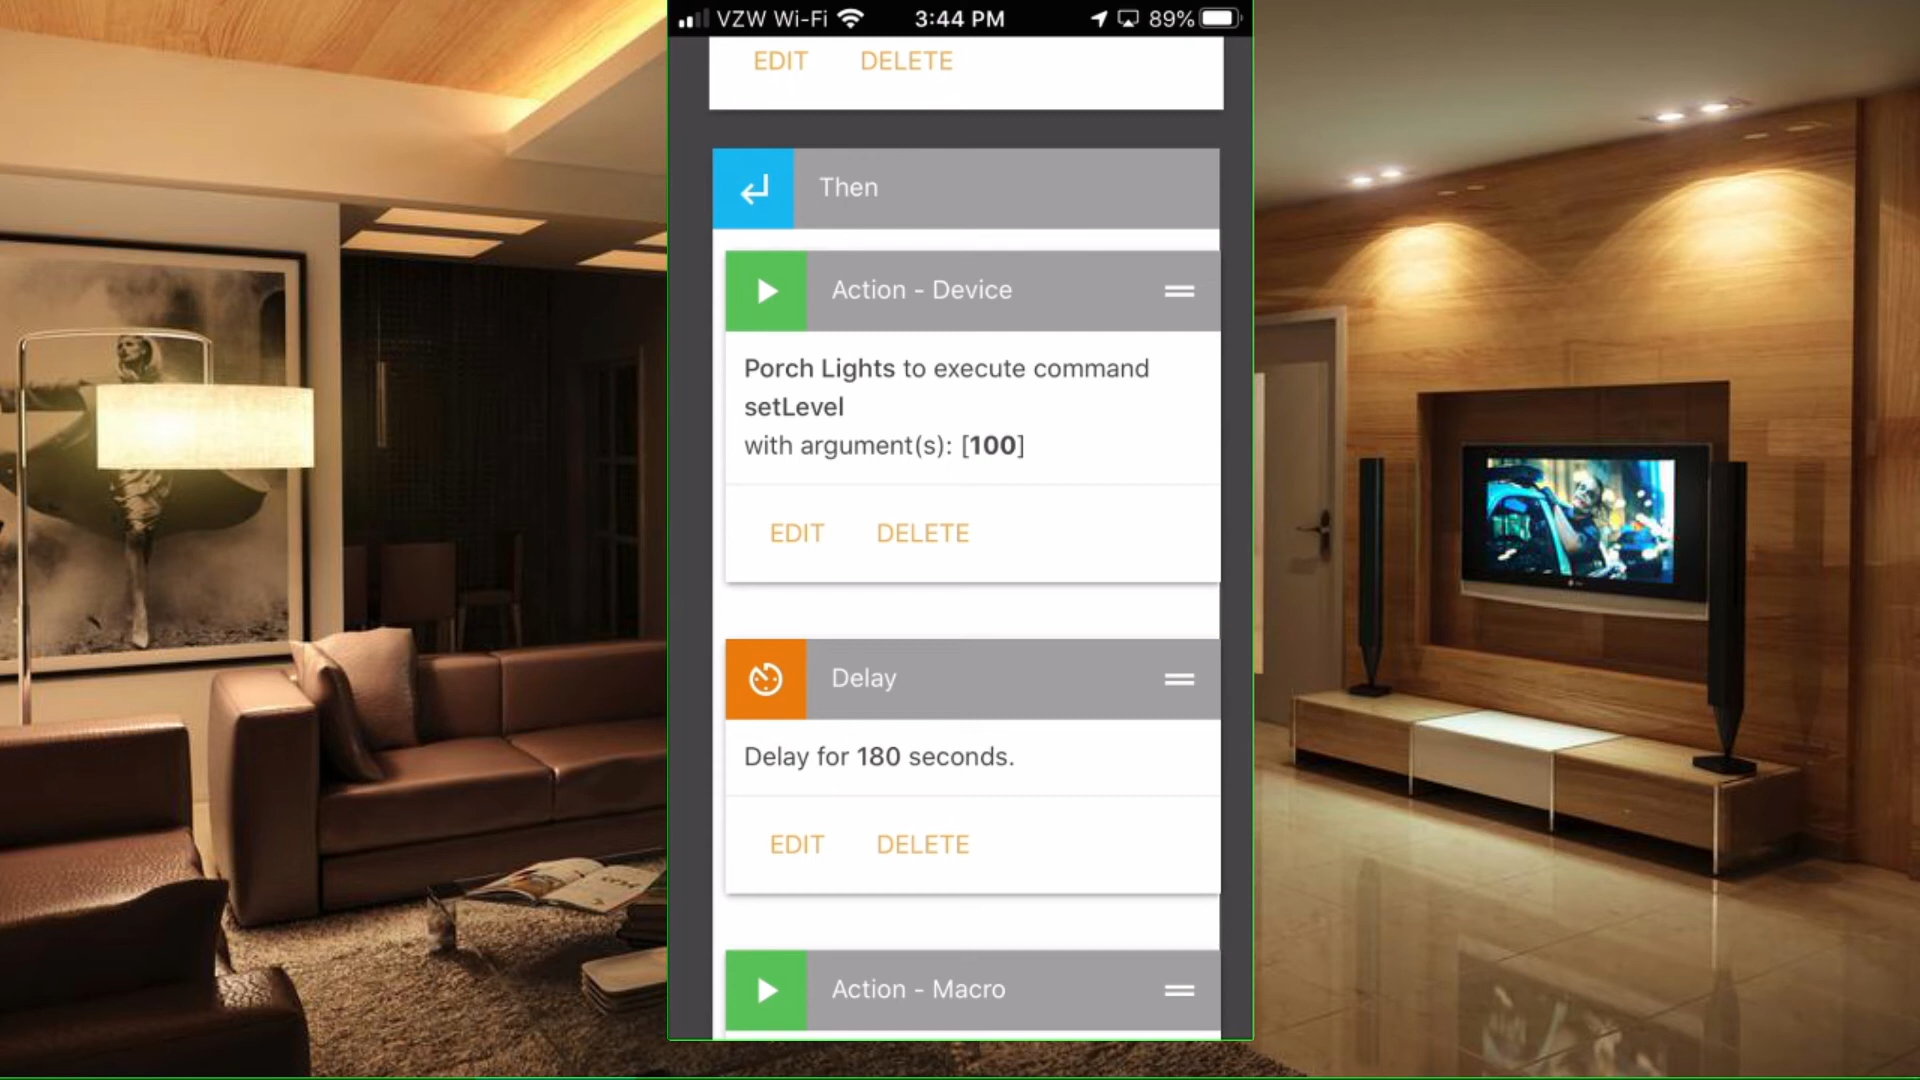 VZW Wi-Fi 3:44 PM 89%
EDIT DELETE
Then
Action - Device
Porch Lights to execute command
setLevel
with argument(s): [100]
EDIT DELETE
Delay
Delay for 180 seconds.
EDIT DELETE
Action - Macro